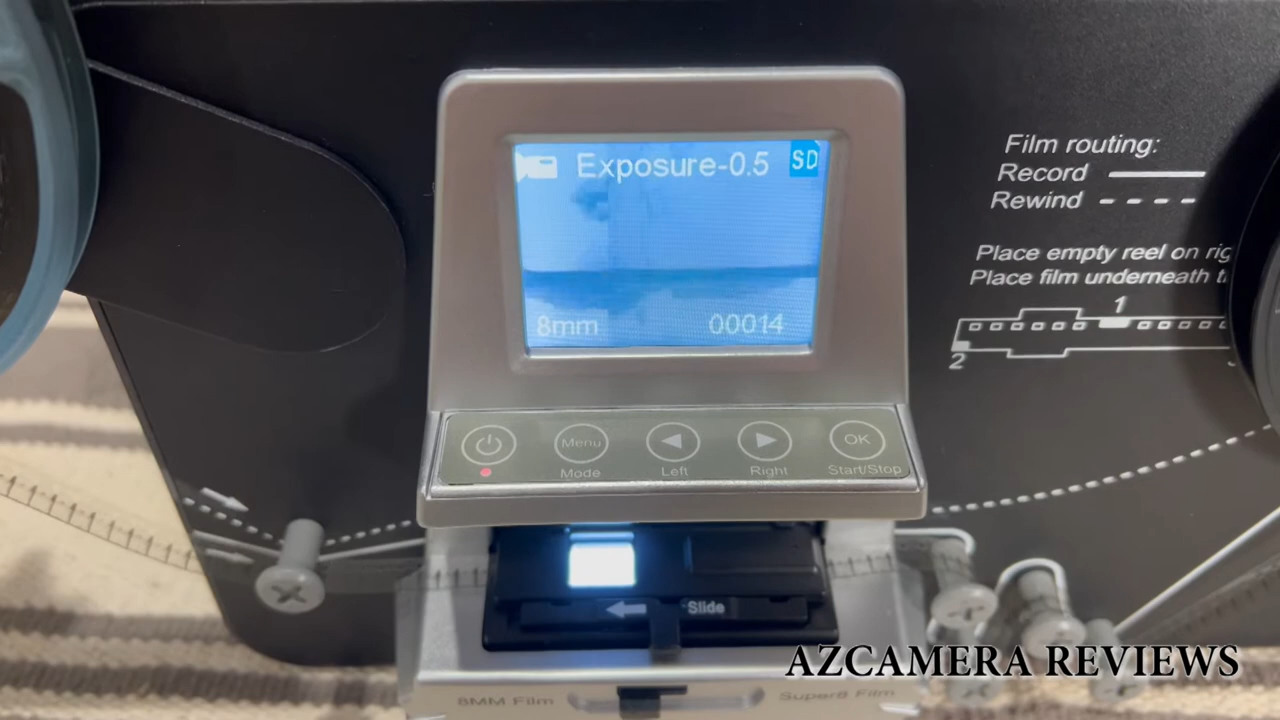 Exposure-0.5 SD
8mm 00014
Menu OK
Mode Left Right Start/Stop
Film routing:
Record
Rewind
Place empty reel on rig
Place film underneath t
1
2
Slide
8MM Film Super8 Film
AZCAMERA REVIEWS